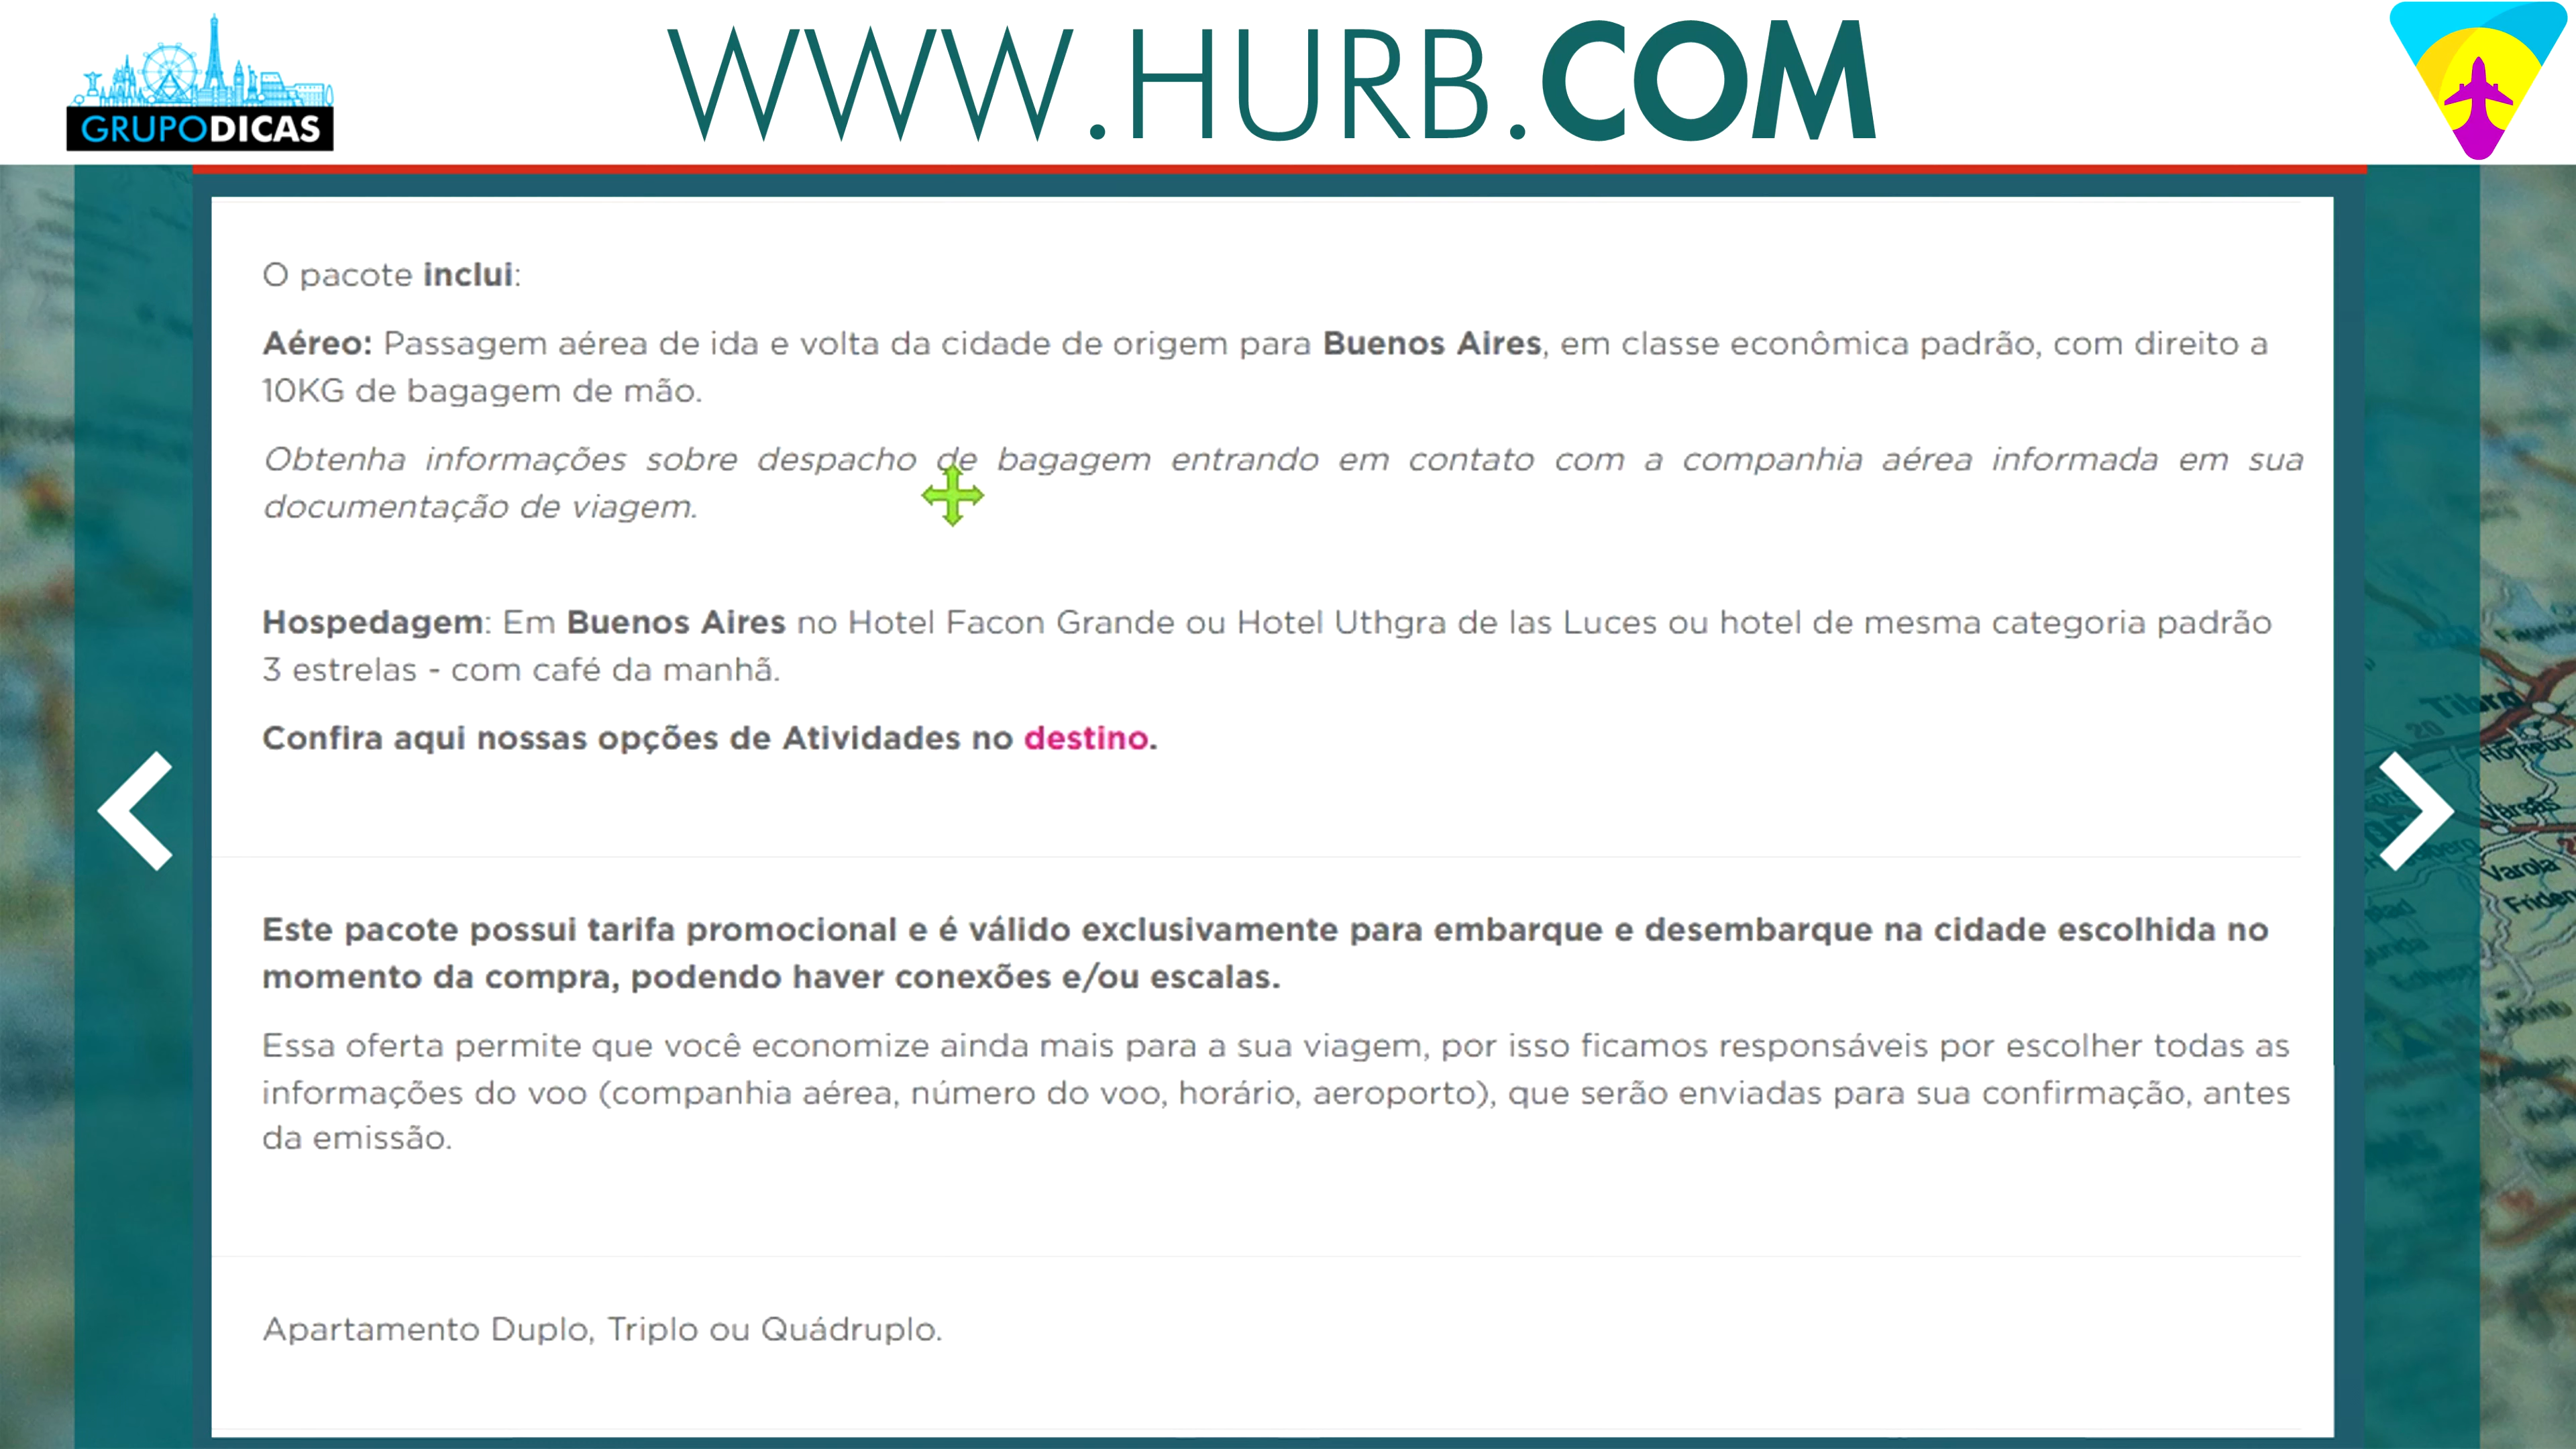 GRUPODICAS
WWW.HURB.COM
O pacote inclui:
Aéreo: Passagem aérea de ida e volta da cidade de origem para Buenos Aires, em classe econômica padrão, com direito a
10KG de bagagem de mão.
Obtenha informações sobre despacho de bagagem entrando em contato com a companhia aérea informada em sua
documentação de viagem.
Hospedagem: Em Buenos Aires no Hotel Facon Grande ou Hotel Uthgra de las Luces ou hotel de mesma categoria padrão
3 estrelas - com café da manhã.
Confira aqui nossas opções de Atividades no destino.
Este pacote possui tarifa promocional e é válido exclusivamente para embarque e desembarque na cidade escolhida no
momento da compra, podendo haver conexões e/ou escalas.
Essa oferta permite que você economize ainda mais para a sua viagem, por isso ficamos responsáveis por escolher todas as
informações do voo (companhia aérea, número do voo, horário, aeroporto), que serão enviadas para sua confirmação, antes
da emissão.
Apartamento Duplo, Triplo ou Quádruplo.
20
Varola